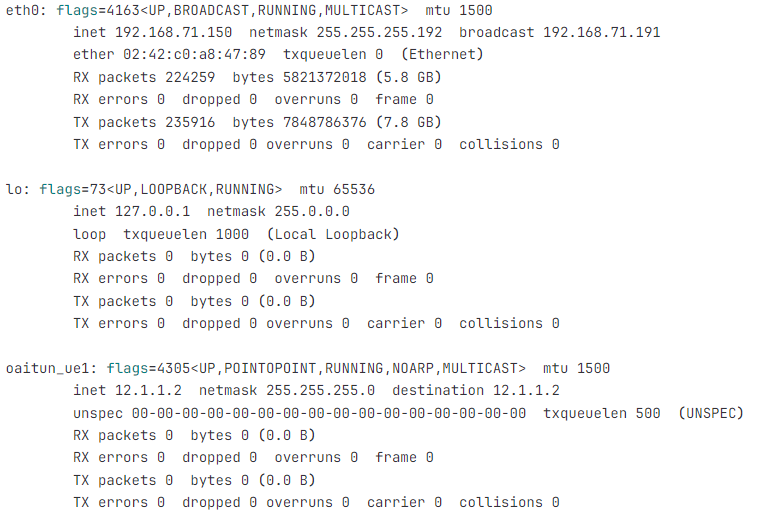 eth0: flags=4163<UP,BROADCAST,RUNNING,MULTICAST>  mtu 1500
        inet 192.168.71.150  netmask 255.255.255.192  broadcast 192.168.71.191
        ether 02:42:c0:a8:47:89  txqueuelen 0  (Ethernet)
        RX packets 224259  bytes 5821372018 (5.8 GB)
        RX errors 0  dropped 0  overruns 0  frame 0
        TX packets 235916  bytes 7848786376 (7.8 GB)
        TX errors 0  dropped 0 overruns 0  carrier 0  collisions 0

lo: flags=73<UP,LOOPBACK,RUNNING>  mtu 65536
        inet 127.0.0.1  netmask 255.0.0.0
        loop  txqueuelen 1000  (Local Loopback)
        RX packets 0  bytes 0 (0.0 B)
        RX errors 0  dropped 0  overruns 0  frame 0
        TX packets 0  bytes 0 (0.0 B)
        TX errors 0  dropped 0 overruns 0  carrier 0  collisions 0

oaitun_ue1: flags=4305<UP,POINTOPOINT,RUNNING,NOARP,MULTICAST>  mtu 1500
        inet 12.1.1.2  netmask 255.255.255.0  destination 12.1.1.2
        unspec 00-00-00-00-00-00-00-00-00-00-00-00-00-00-00-00  txqueuelen 500  (UNSPEC)
        RX packets 0  bytes 0 (0.0 B)
        RX errors 0  dropped 0  overruns 0  frame 0
        TX packets 0  bytes 0 (0.0 B)
        TX errors 0  dropped 0 overruns 0  carrier 0  collisions 0